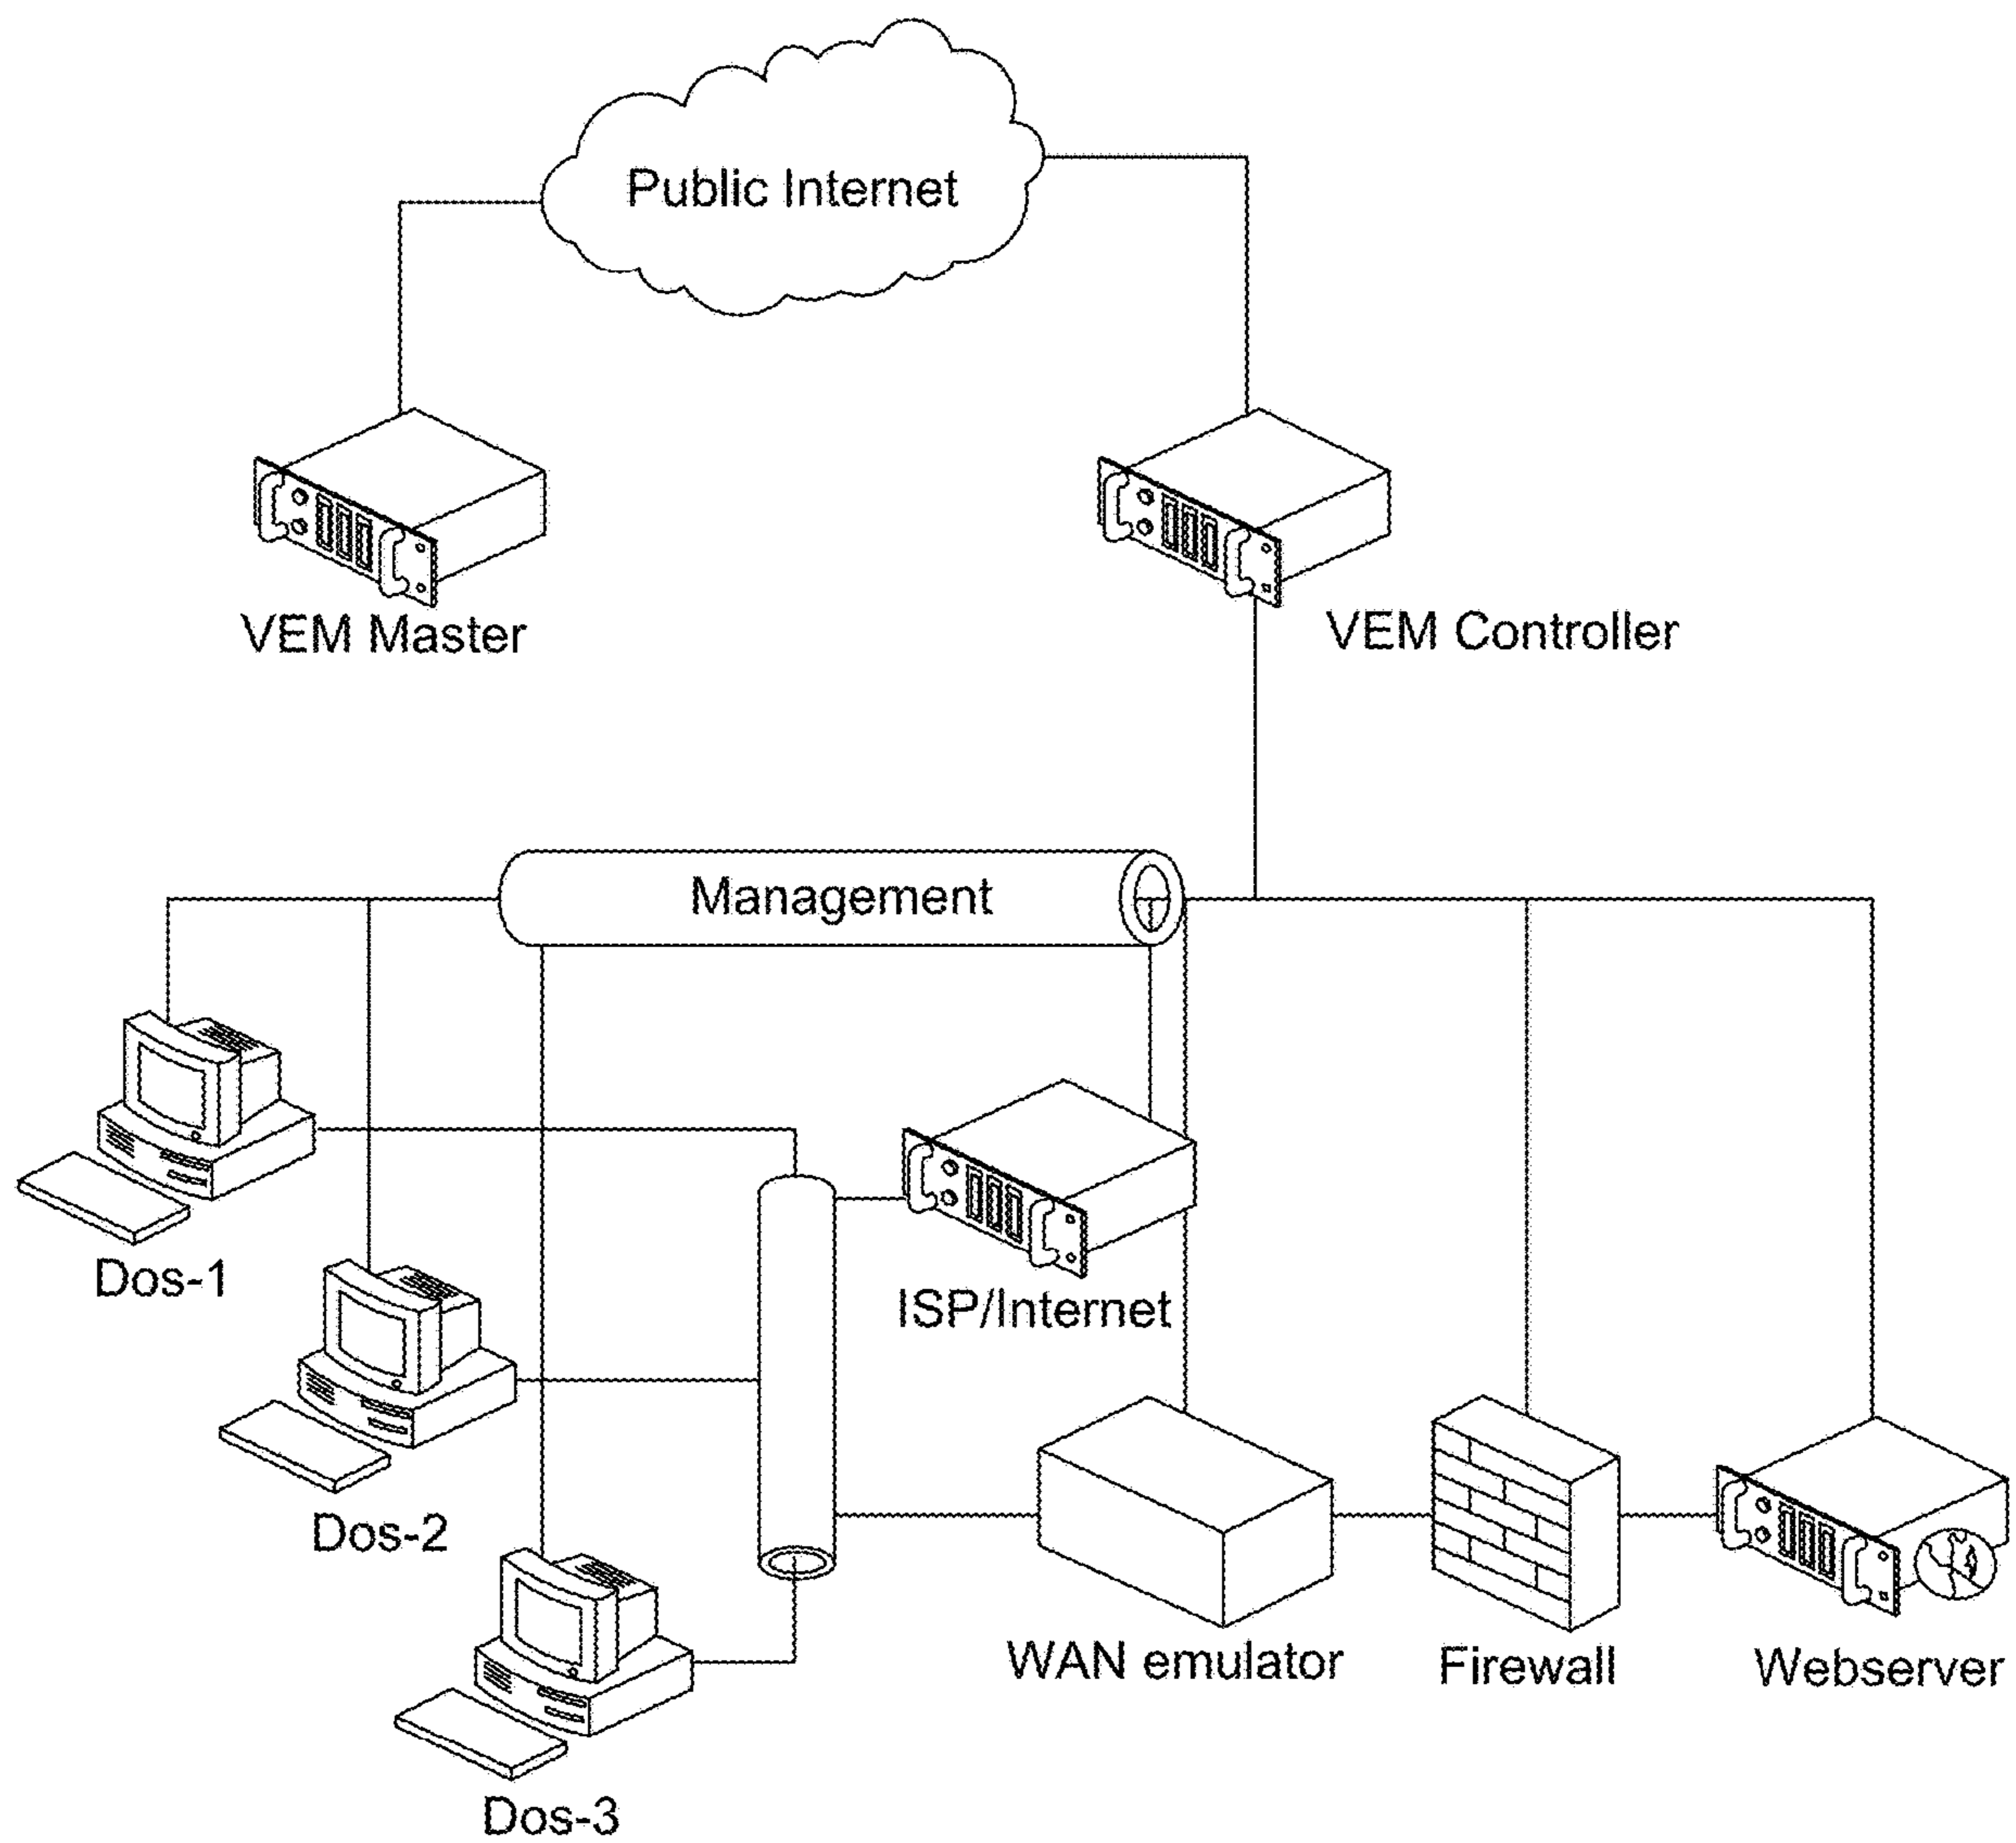 Public Internet
VEM Master
VEM Controller
Management
Dos-1
ISP/Internet
Dos-2
WAN emulator
Firewall
Webserver
Dos-3